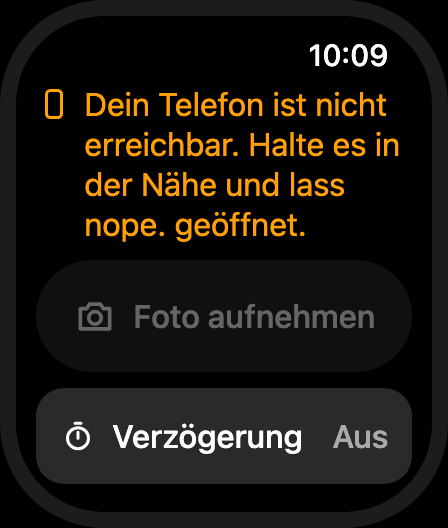 10:09
Dein Telefon ist nicht
erreichbar. Halte es in
der Nähe und lass
nope. geöffnet.
Foto aufnehmen
Verzögerung Aus